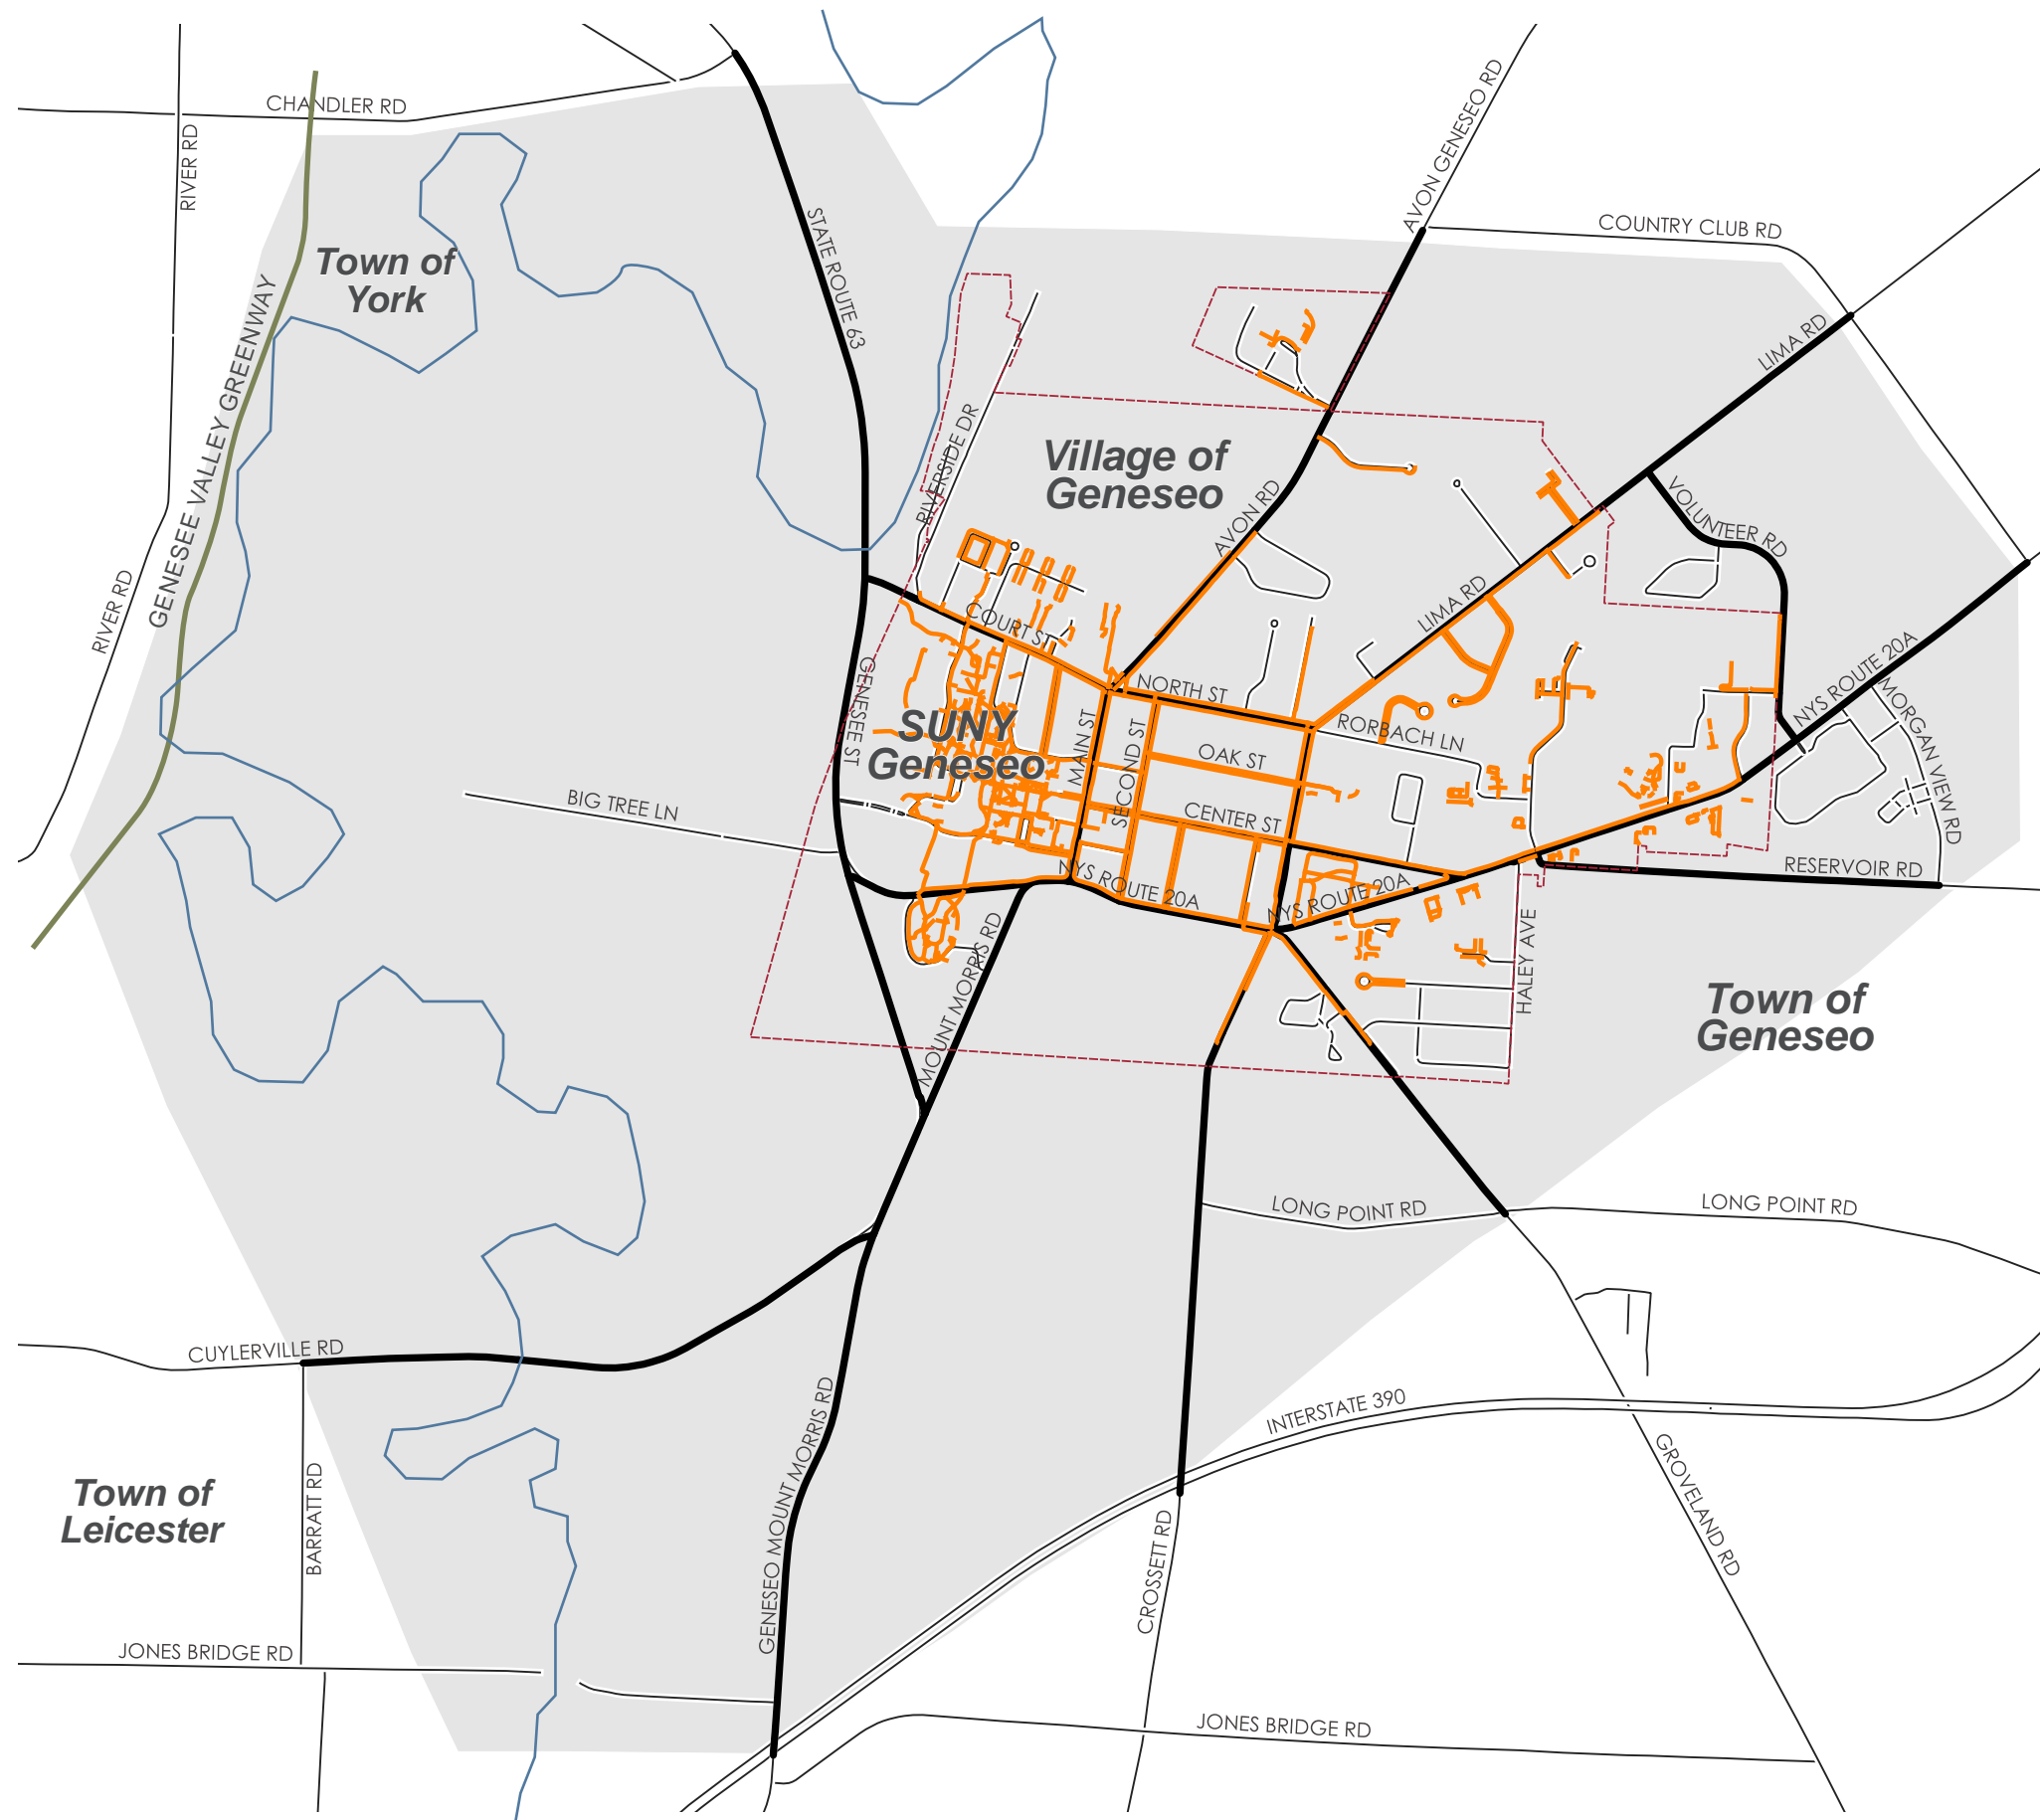 CHANDLER RD
RIVER RD
AVON GENESEO RD
COUNTRY CLUB RD
STATE ROUTE 63
Town of
York
GENESEE VALLEY GREENWAY
LIMA RD
RIVERSIDE DR
Village of
Geneseo
AVON RD
VOLUNTEER RD
RIVER RD
COURT ST
LIMA RD
NYS ROUTE 20A
GENESEE ST
NORTH ST
MORGAN VIEW RD
SUNY
Geneseo
MAIN ST
SECOND ST
RORBACH LN
OAK ST
BIG TREE LN
CENTER ST
NYS ROUTE 20A
NYS ROUTE 20A
RESERVOIR RD
MOUNT MORRIS RD
HALEY AVE
Town of
Geneseo
LONG POINT RD
LONG POINT RD
CUYLERVILLE RD
GENESEO MOUNT MORRIS RD
INTERSTATE 390
GROVELAND RD
Town of
Leicester
BARRATT RD
CROSSETT RD
JONES BRIDGE RD
JONES BRIDGE RD